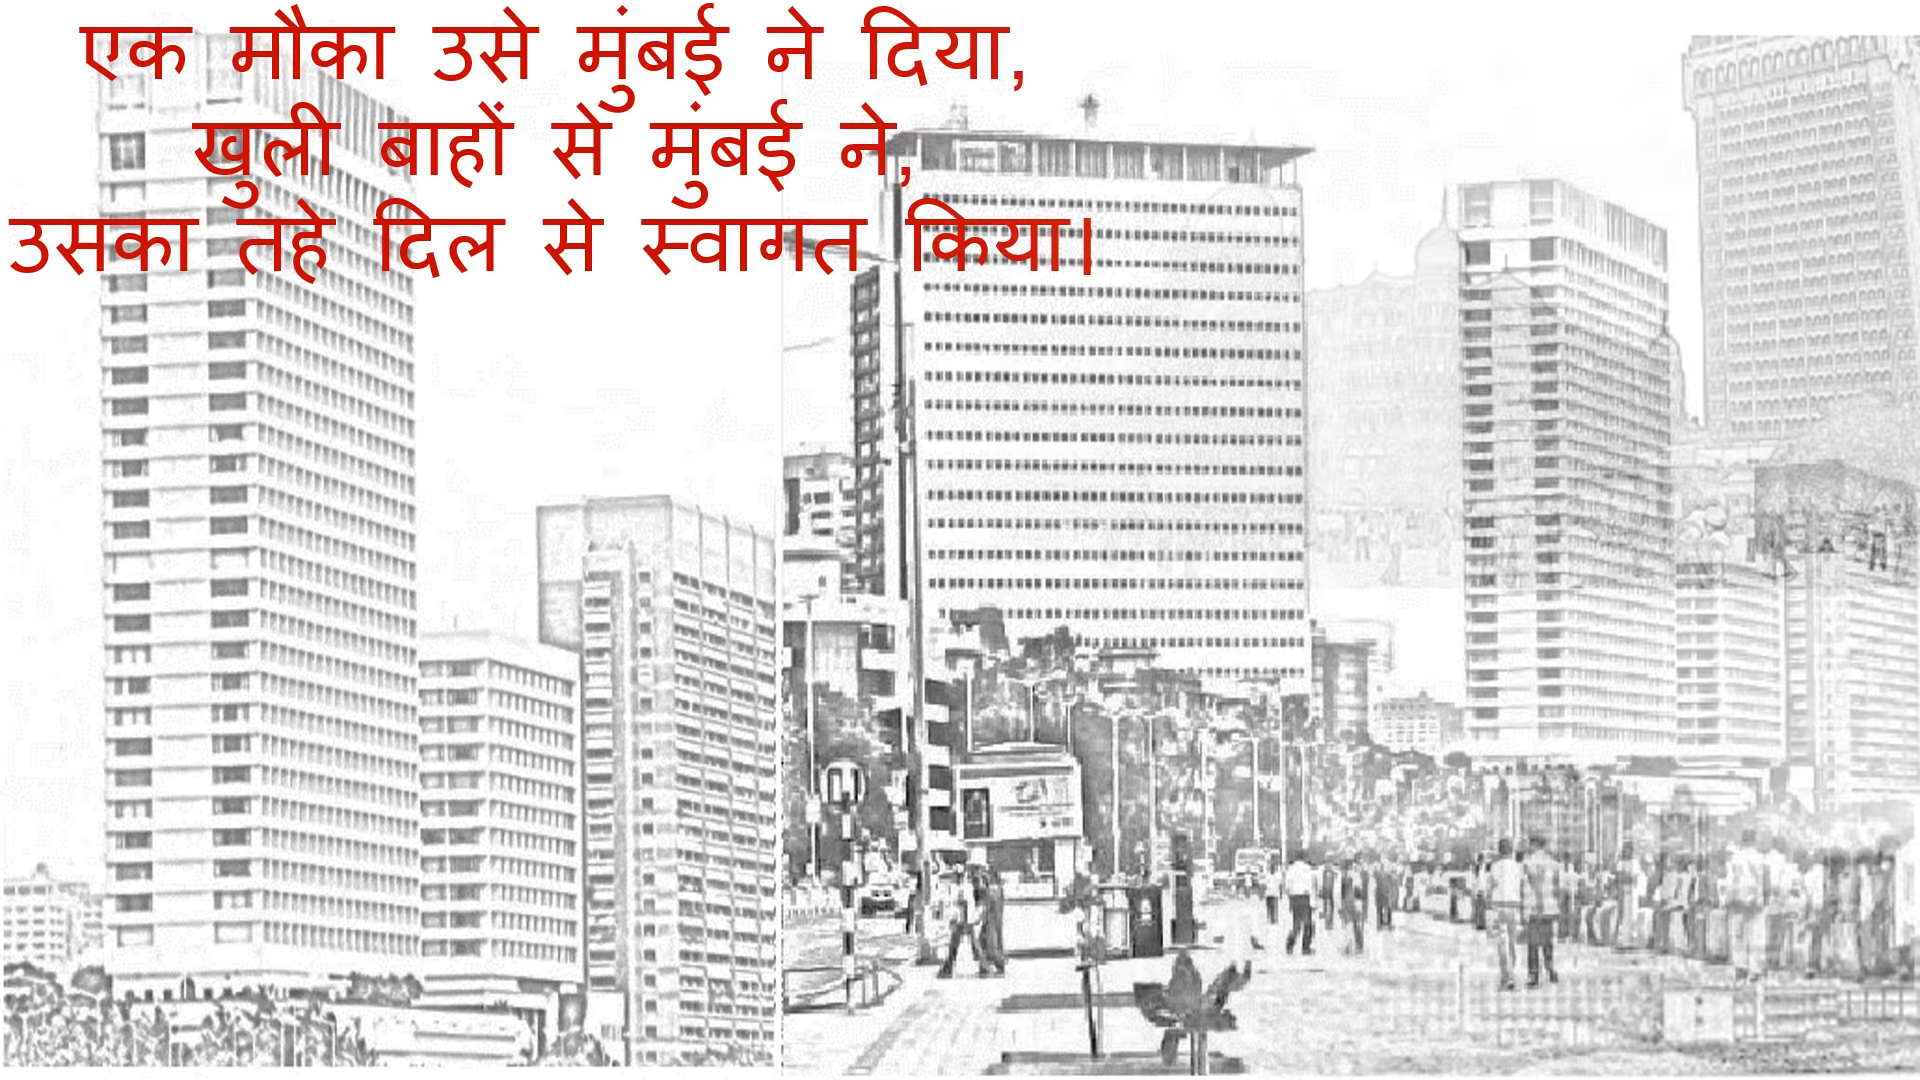 एक मौका उसे मुंबई ने दिया,
खुली बाहों से मुंबई ने,
उसका तहे दिल से स्वागत किया।